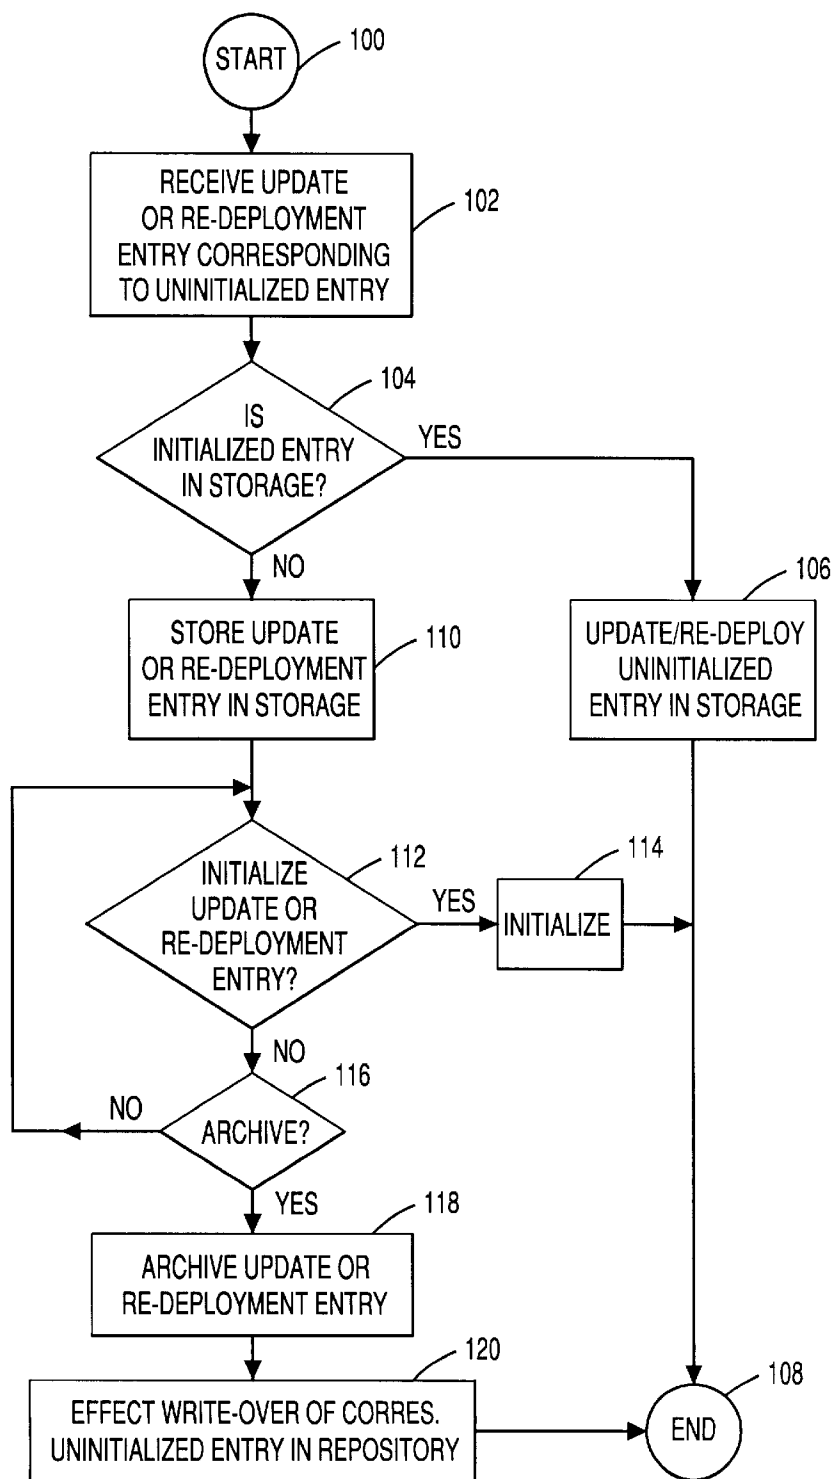 START
100
RECEIVE UPDATE
OR RE-DEPLOYMENT
ENTRY CORRESPONDING
TO UNINITIALIZED ENTRY
102
IS
INITIALIZED ENTRY
IN STORAGE?
104
YES
NO
STORE UPDATE
OR RE-DEPLOYMENT
ENTRY IN STORAGE
110
UPDATE/RE-DEPLOY
UNINITIALIZED
ENTRY IN STORAGE
106
INITIALIZE
UPDATE OR
RE-DEPLOYMENT
ENTRY?
112
YES
INITIALIZE
114
NO
ARCHIVE?
116
NO
YES
ARCHIVE UPDATE OR
RE-DEPLOYMENT ENTRY
118
EFFECT WRITE-OVER OF CORRES.
UNINITIALIZED ENTRY IN REPOSITORY
120
END
108